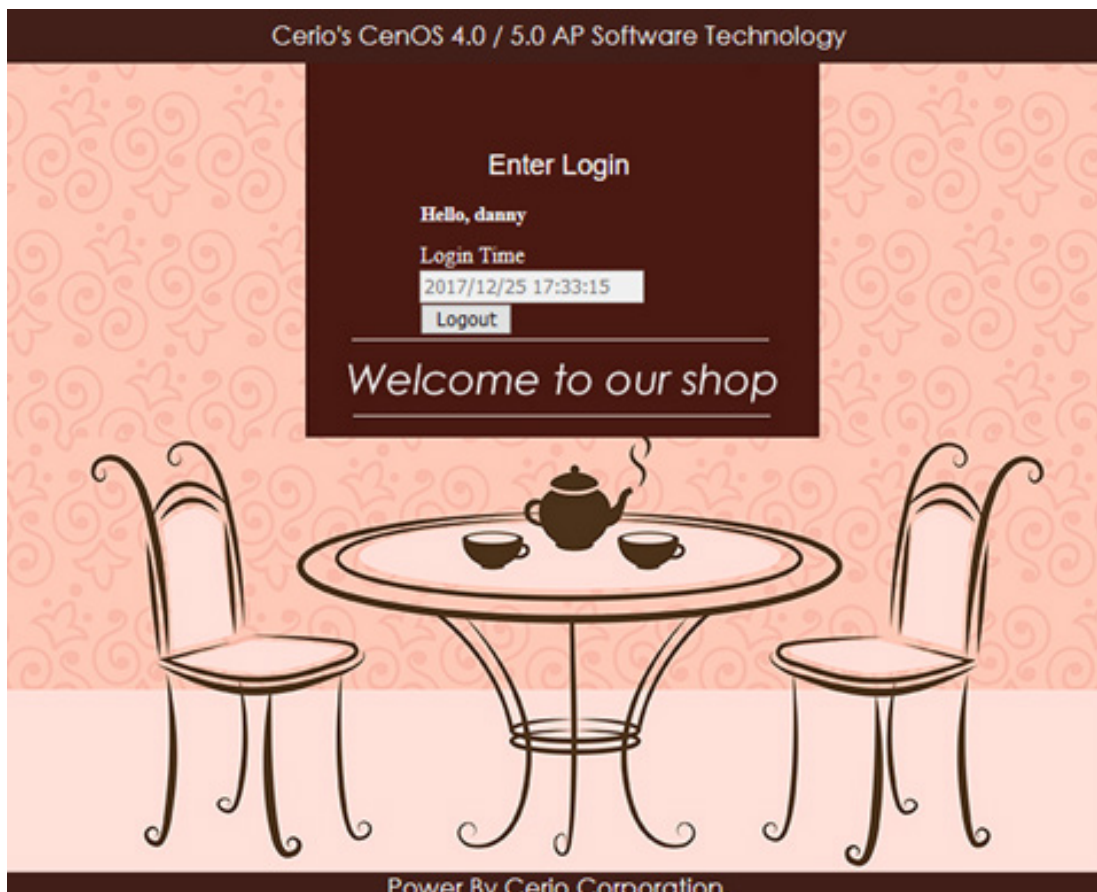 Cerio's CenOS 4.0 / 5.0 AP Software Technology
Enter Login
Hello, danny
Login Time
2017/12/25 17:33:15
Logout
Welcome to our shop
Power By Cerio Corporation